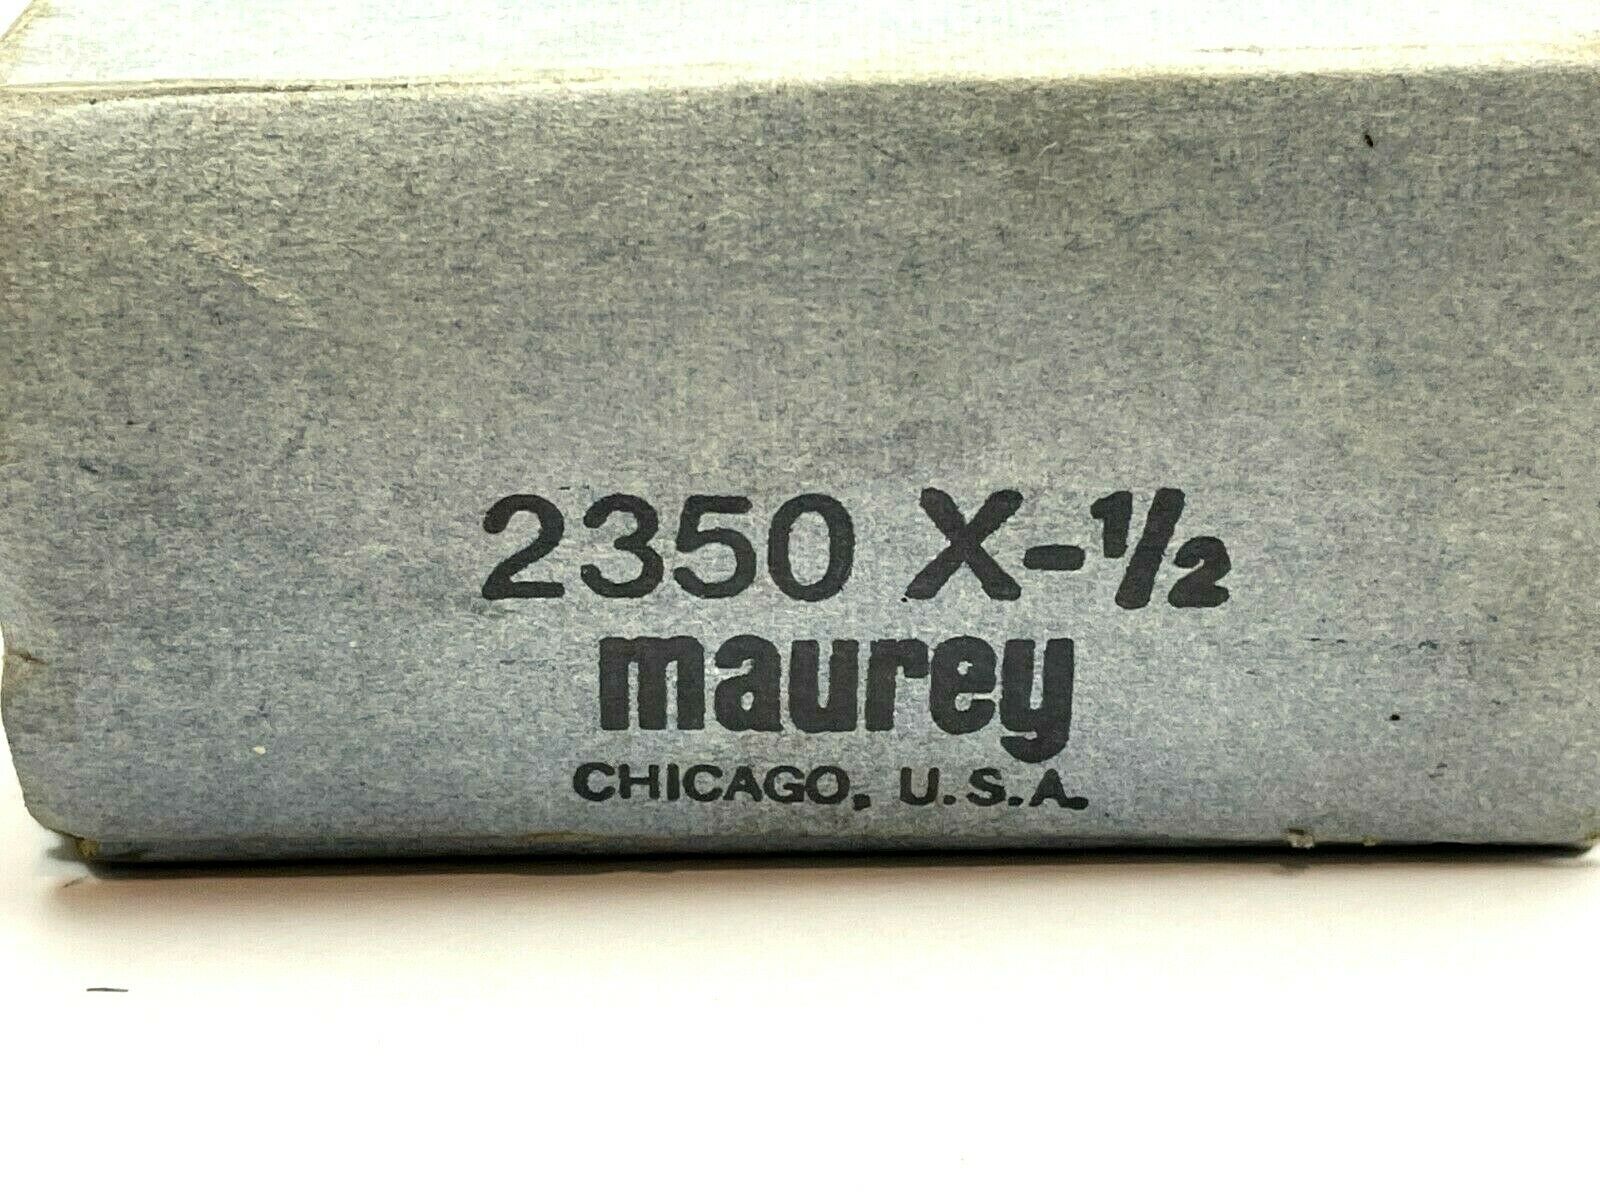 2350 X-1/2
maurey
CHICAGO, U.S.A.